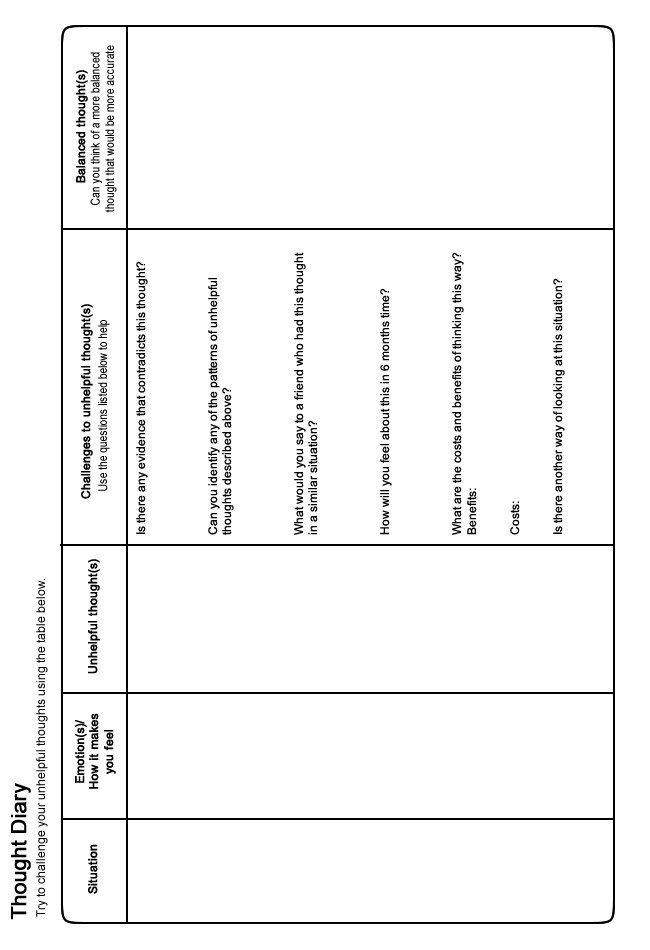 Thought Diary
Try to challenge your unhelpful thoughts using the table below.
Situation
Emotion(s)/
How it makes
you feel
Unhelpful thought(s)
Challenges to unhelpful thought(s)
Use the questions listed below to help
Balanced thought(s)
Can you think of a more balanced
thought that would be more accurate
Is there any evidence that contradicts this thought?
Can you identify any of the patterns of unhelpful
thoughts described above?
What would you say to a friend who had this thought
in a similar situation?
How will you feel about this in 6 months time?
What are the costs and benefits of thinking this way?
Benefits:
Costs:
Is there another way of looking at this situation?